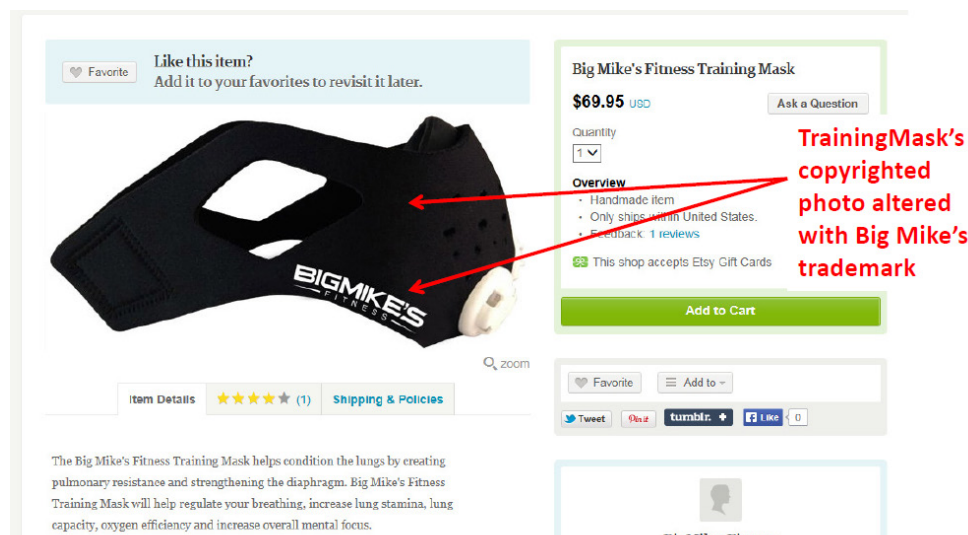 Like this item?
Favorite
Add it to your favorites to revisit it later.
BIGMIKE'S
FITNESS
zoom
Item Details
(1)
Shipping & Policies
The Big Mike's Fitness Training Mask helps condition the lungs by creating
pulmonary resistance and strengthening the diaphragm. Big Mike's Fitness
Training Mask will help regulate your breathing, increase lung stamina, lung
capacity, oxygen efficiency and increase overall mental focus.
Big Mike's Fitness Training Mask
$69.95 USD
Ask a Question
Quantity
1
Overview
· Handmade item
· Only ships within United States.
· Feedback: 1 reviews
This shop accepts Etsy Gift Cards
Add to Cart
Favorite
Add to
Tweet
Pin it
tumblr. +
f Like
0
TrainingMask's
copyrighted
photo altered
with Big Mike's
trademark